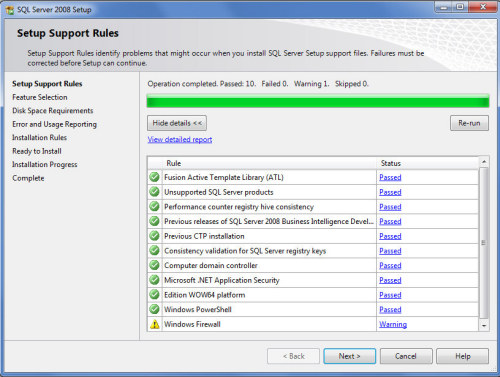 SQL Server 2008 Setup
Setup Support Rules
Setup Support Rules identify problems that might occur when you install SQL Server Setup support files. Failures must be
corrected before Setup can continue.
Setup Support Rules
Feature Selection
Disk Space Requirements
Error and Usage Reporting
Installation Rules
Ready to Install
Installation Progress
Complete
Operation completed. Passed: 10. Failed 0. Warning 1. Skipped 0.
Hide details << Re-run
View detailed report
Rule Status
Fusion Active Template Library (ATL) Passed
Unsupported SQL Server products Passed
Performance counter registry hive consistency Passed
Previous releases of SQL Server 2008 Business Intelligence Devel... Passed
Previous CTP installation Passed
Consistency validation for SQL Server registry keys Passed
Computer domain controller Passed
Microsoft .NET Application Security Passed
Edition WOW64 platform Passed
Windows PowerShell Passed
Windows Firewall Warning
< Back Next > Cancel Help